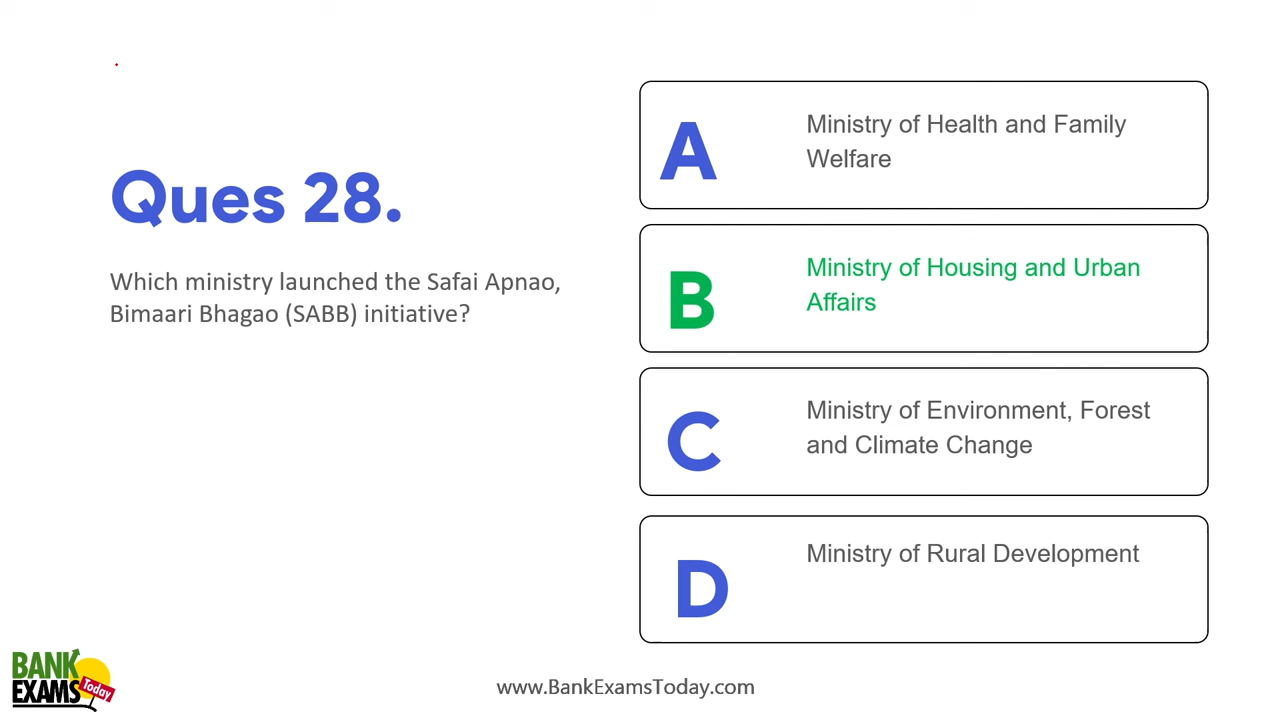 Ques 28.
Which ministry launched the Safai Apnao,
Bimaari Bhagao (SABB) initiative?
A
Ministry of Health and Family
Welfare
B
Ministry of Housing and Urban
Affairs
C
Ministry of Environment, Forest
and Climate Change
D
Ministry of Rural Development
BANK
EXAMS
Today
www.BankExamsToday.com